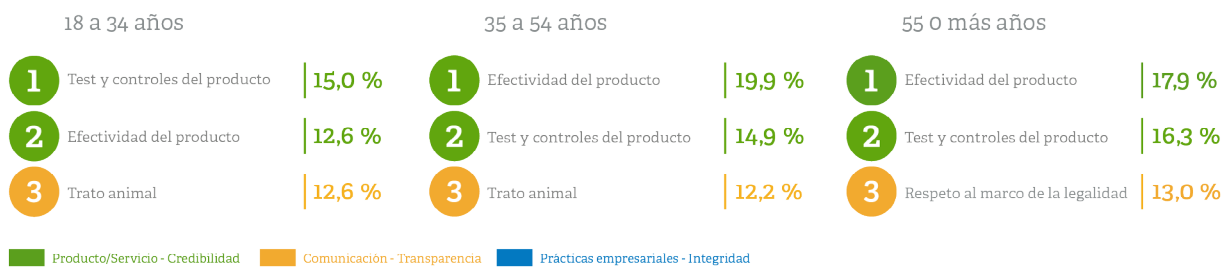 18 a 34 años
1 Test y controles del producto 15,0 %
2 Efectividad del producto 12,6 %
3 Trato animal 12,6 %
35 a 54 años
1 Efectividad del producto 19,9 %
2 Test y controles del producto 14,9 %
3 Trato animal 12,2 %
55 0 más años
1 Efectividad del producto 17,9 %
2 Test y controles del producto 16,3 %
3 Respeto al marco de la legalidad 13,0 %
Producto/Servicio - Credibilidad Comunicación - Transparencia Prácticas empresariales - Integridad